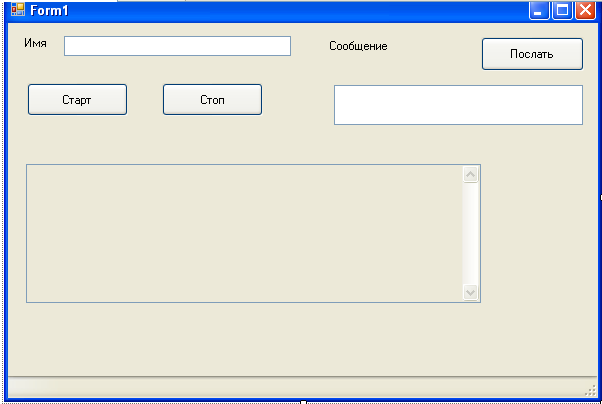 Form1
Имя
Сообщение
Послать
Старт
Стоп